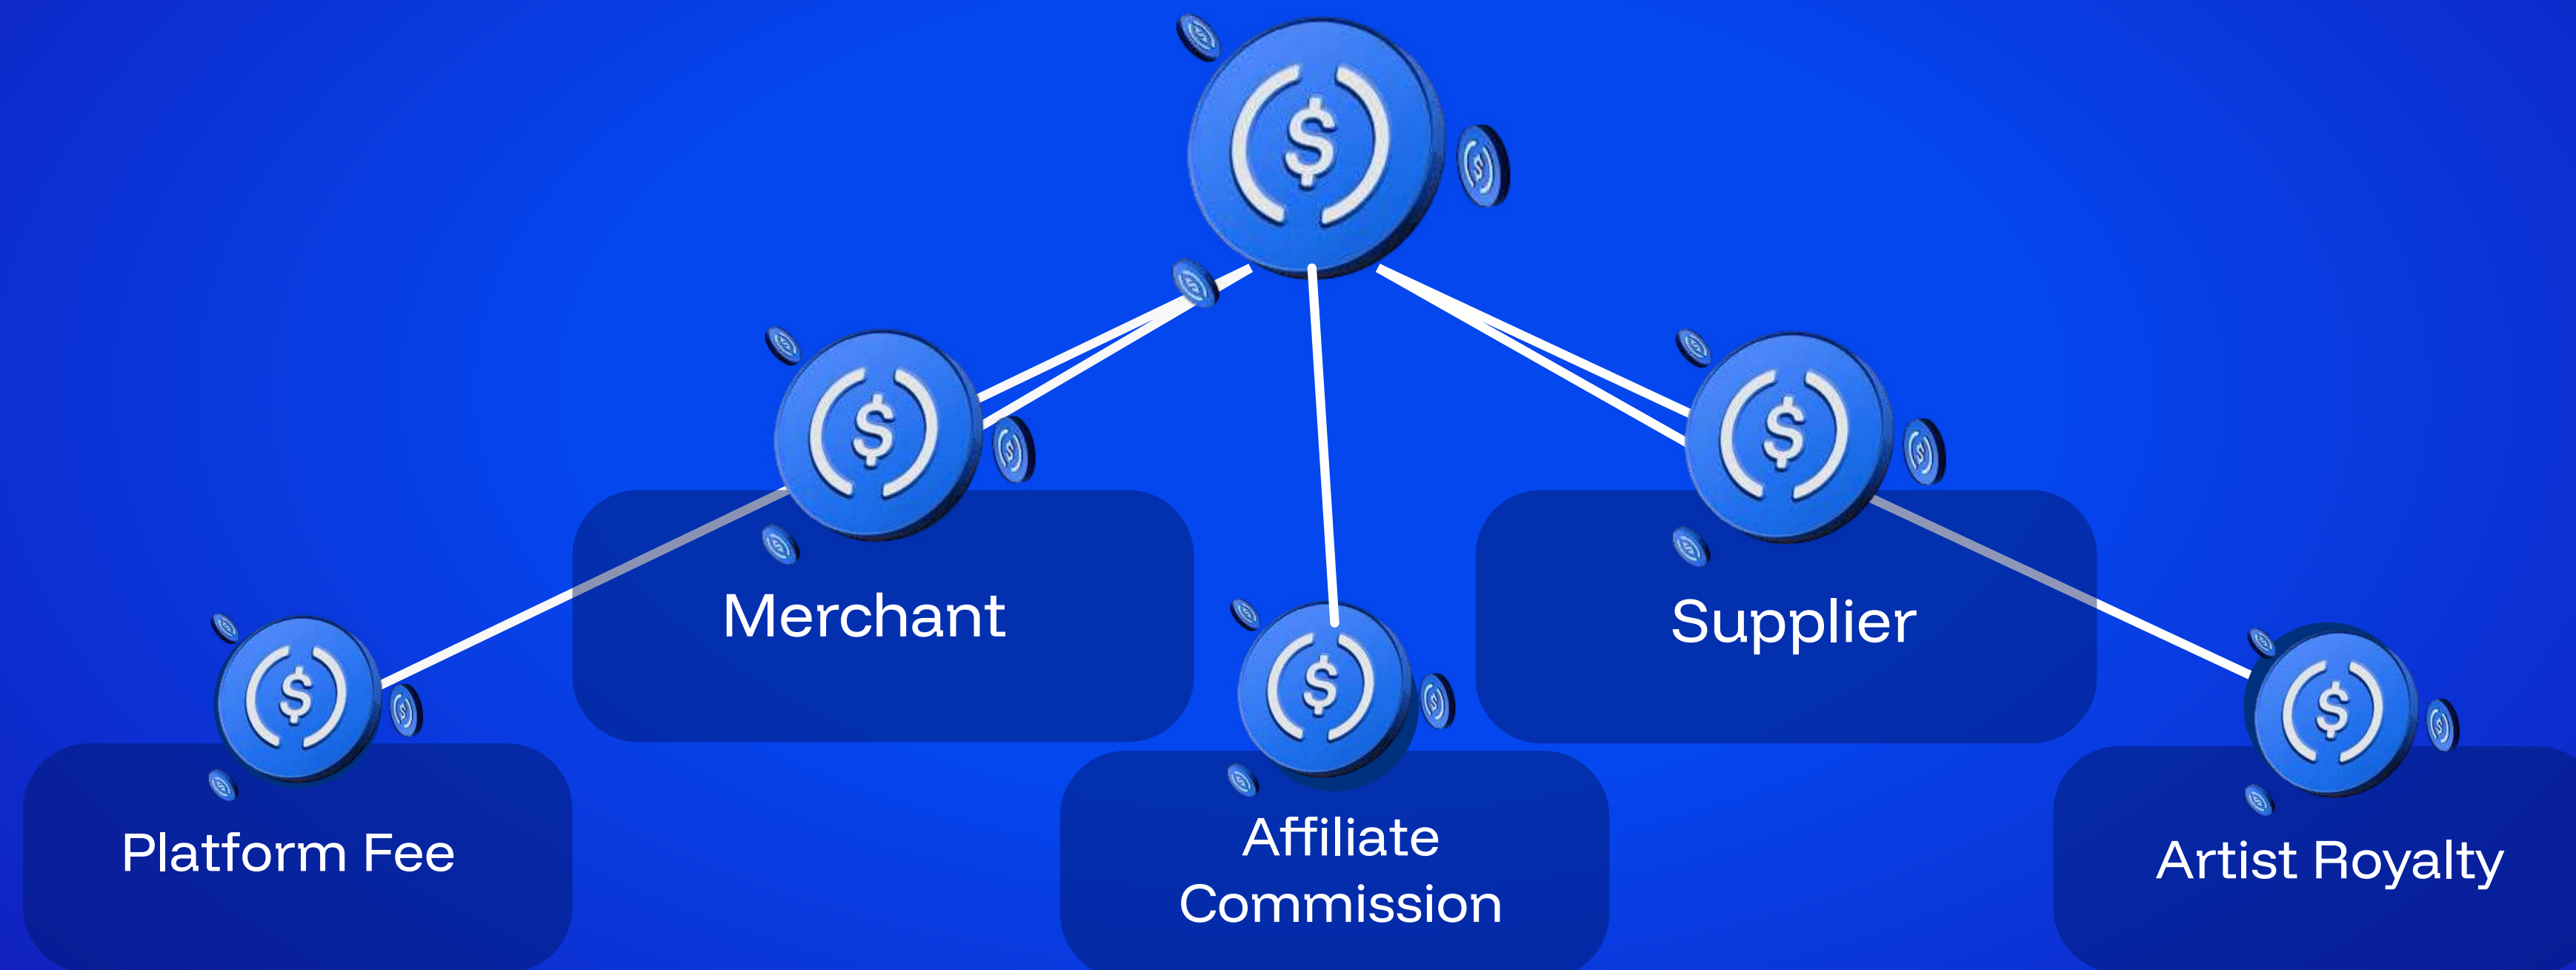 Merchant
Supplier
Platform Fee
Affiliate
Commission
Artist Royalty